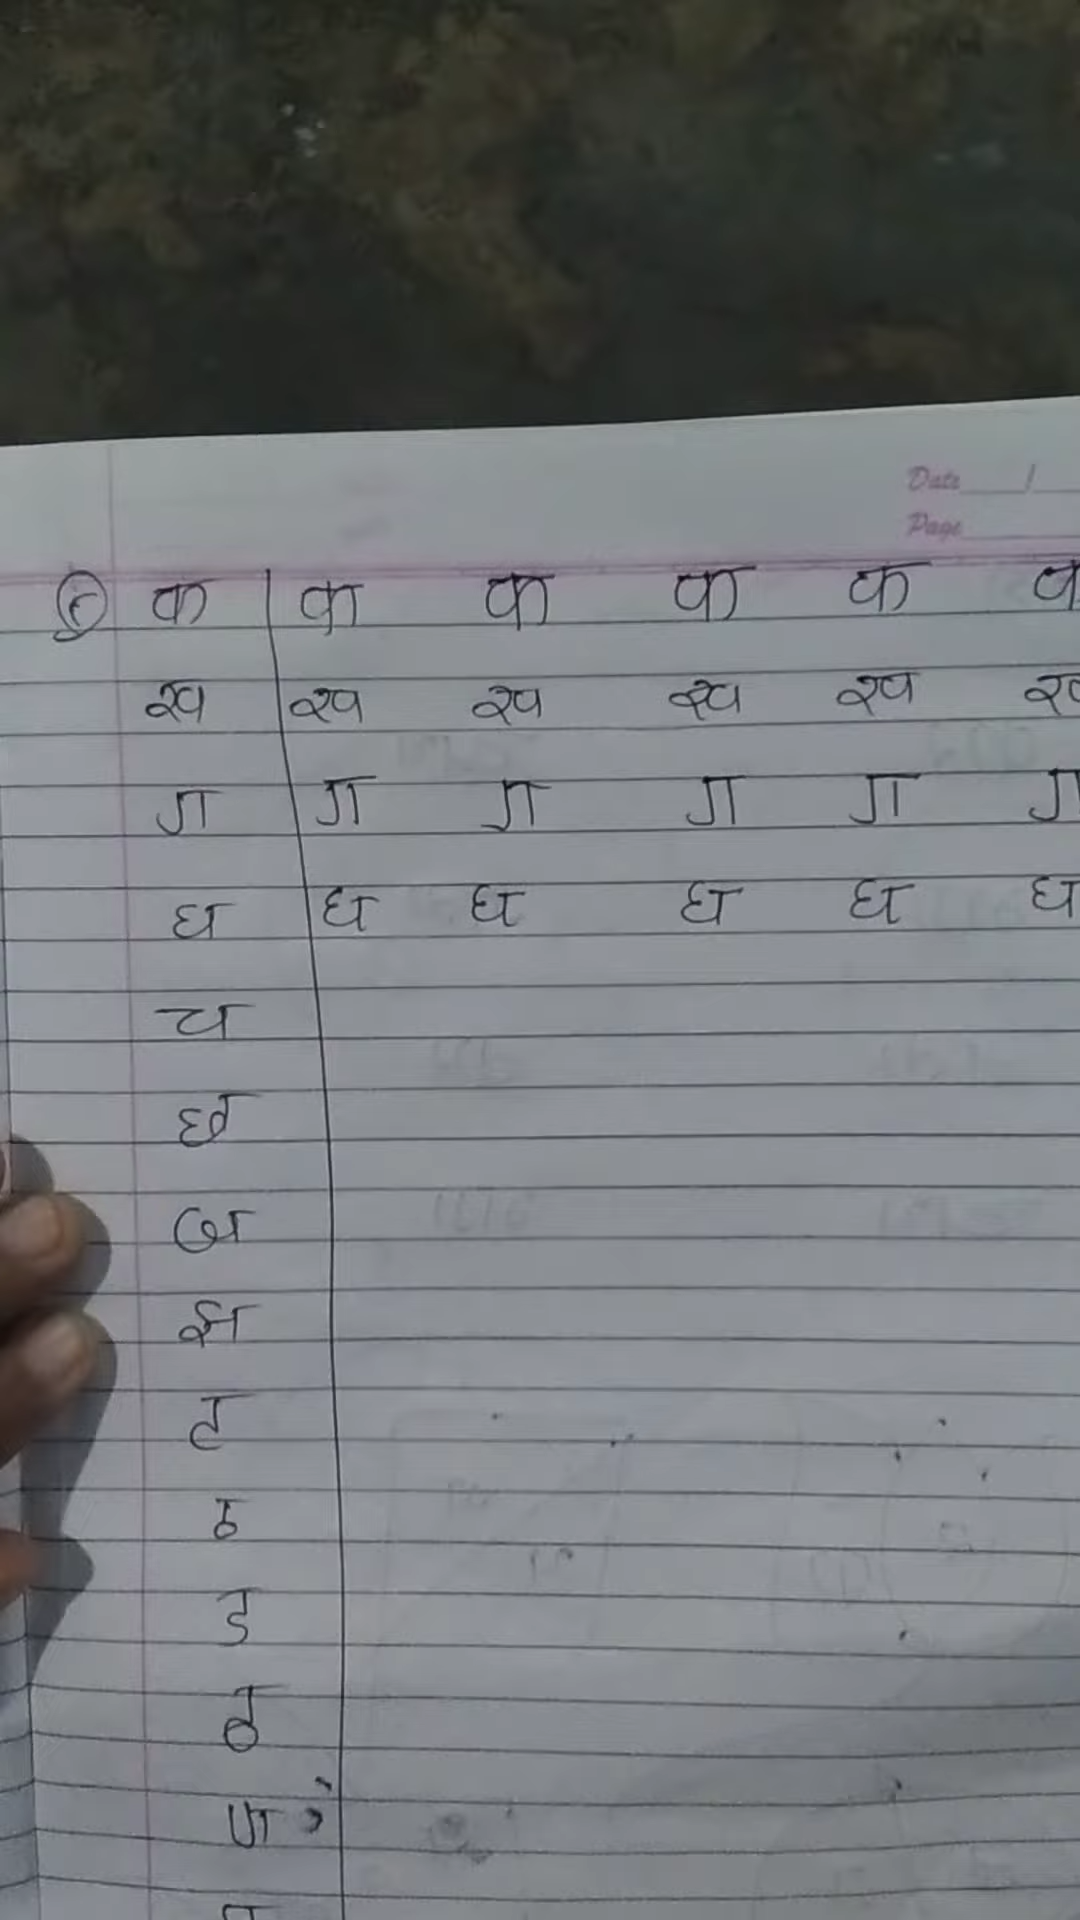 Date / 
Page
क क क क क क
ख ख ख ख ख ख
ग ग ग ग ग ग
घ घ घ घ घ घ
च
छ
ज
झ
ट
ठ
ड
ढ
ण